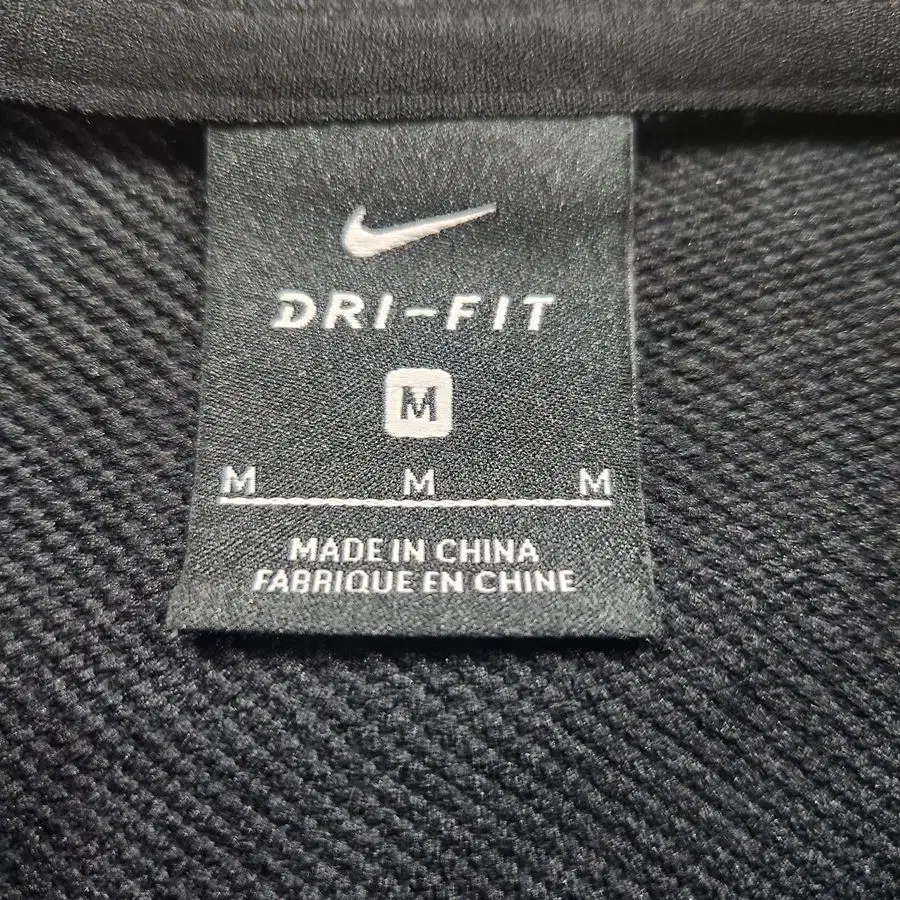 DRI-FIT
M
M M M
MADE IN CHINA
FABRIQUE EN CHINE